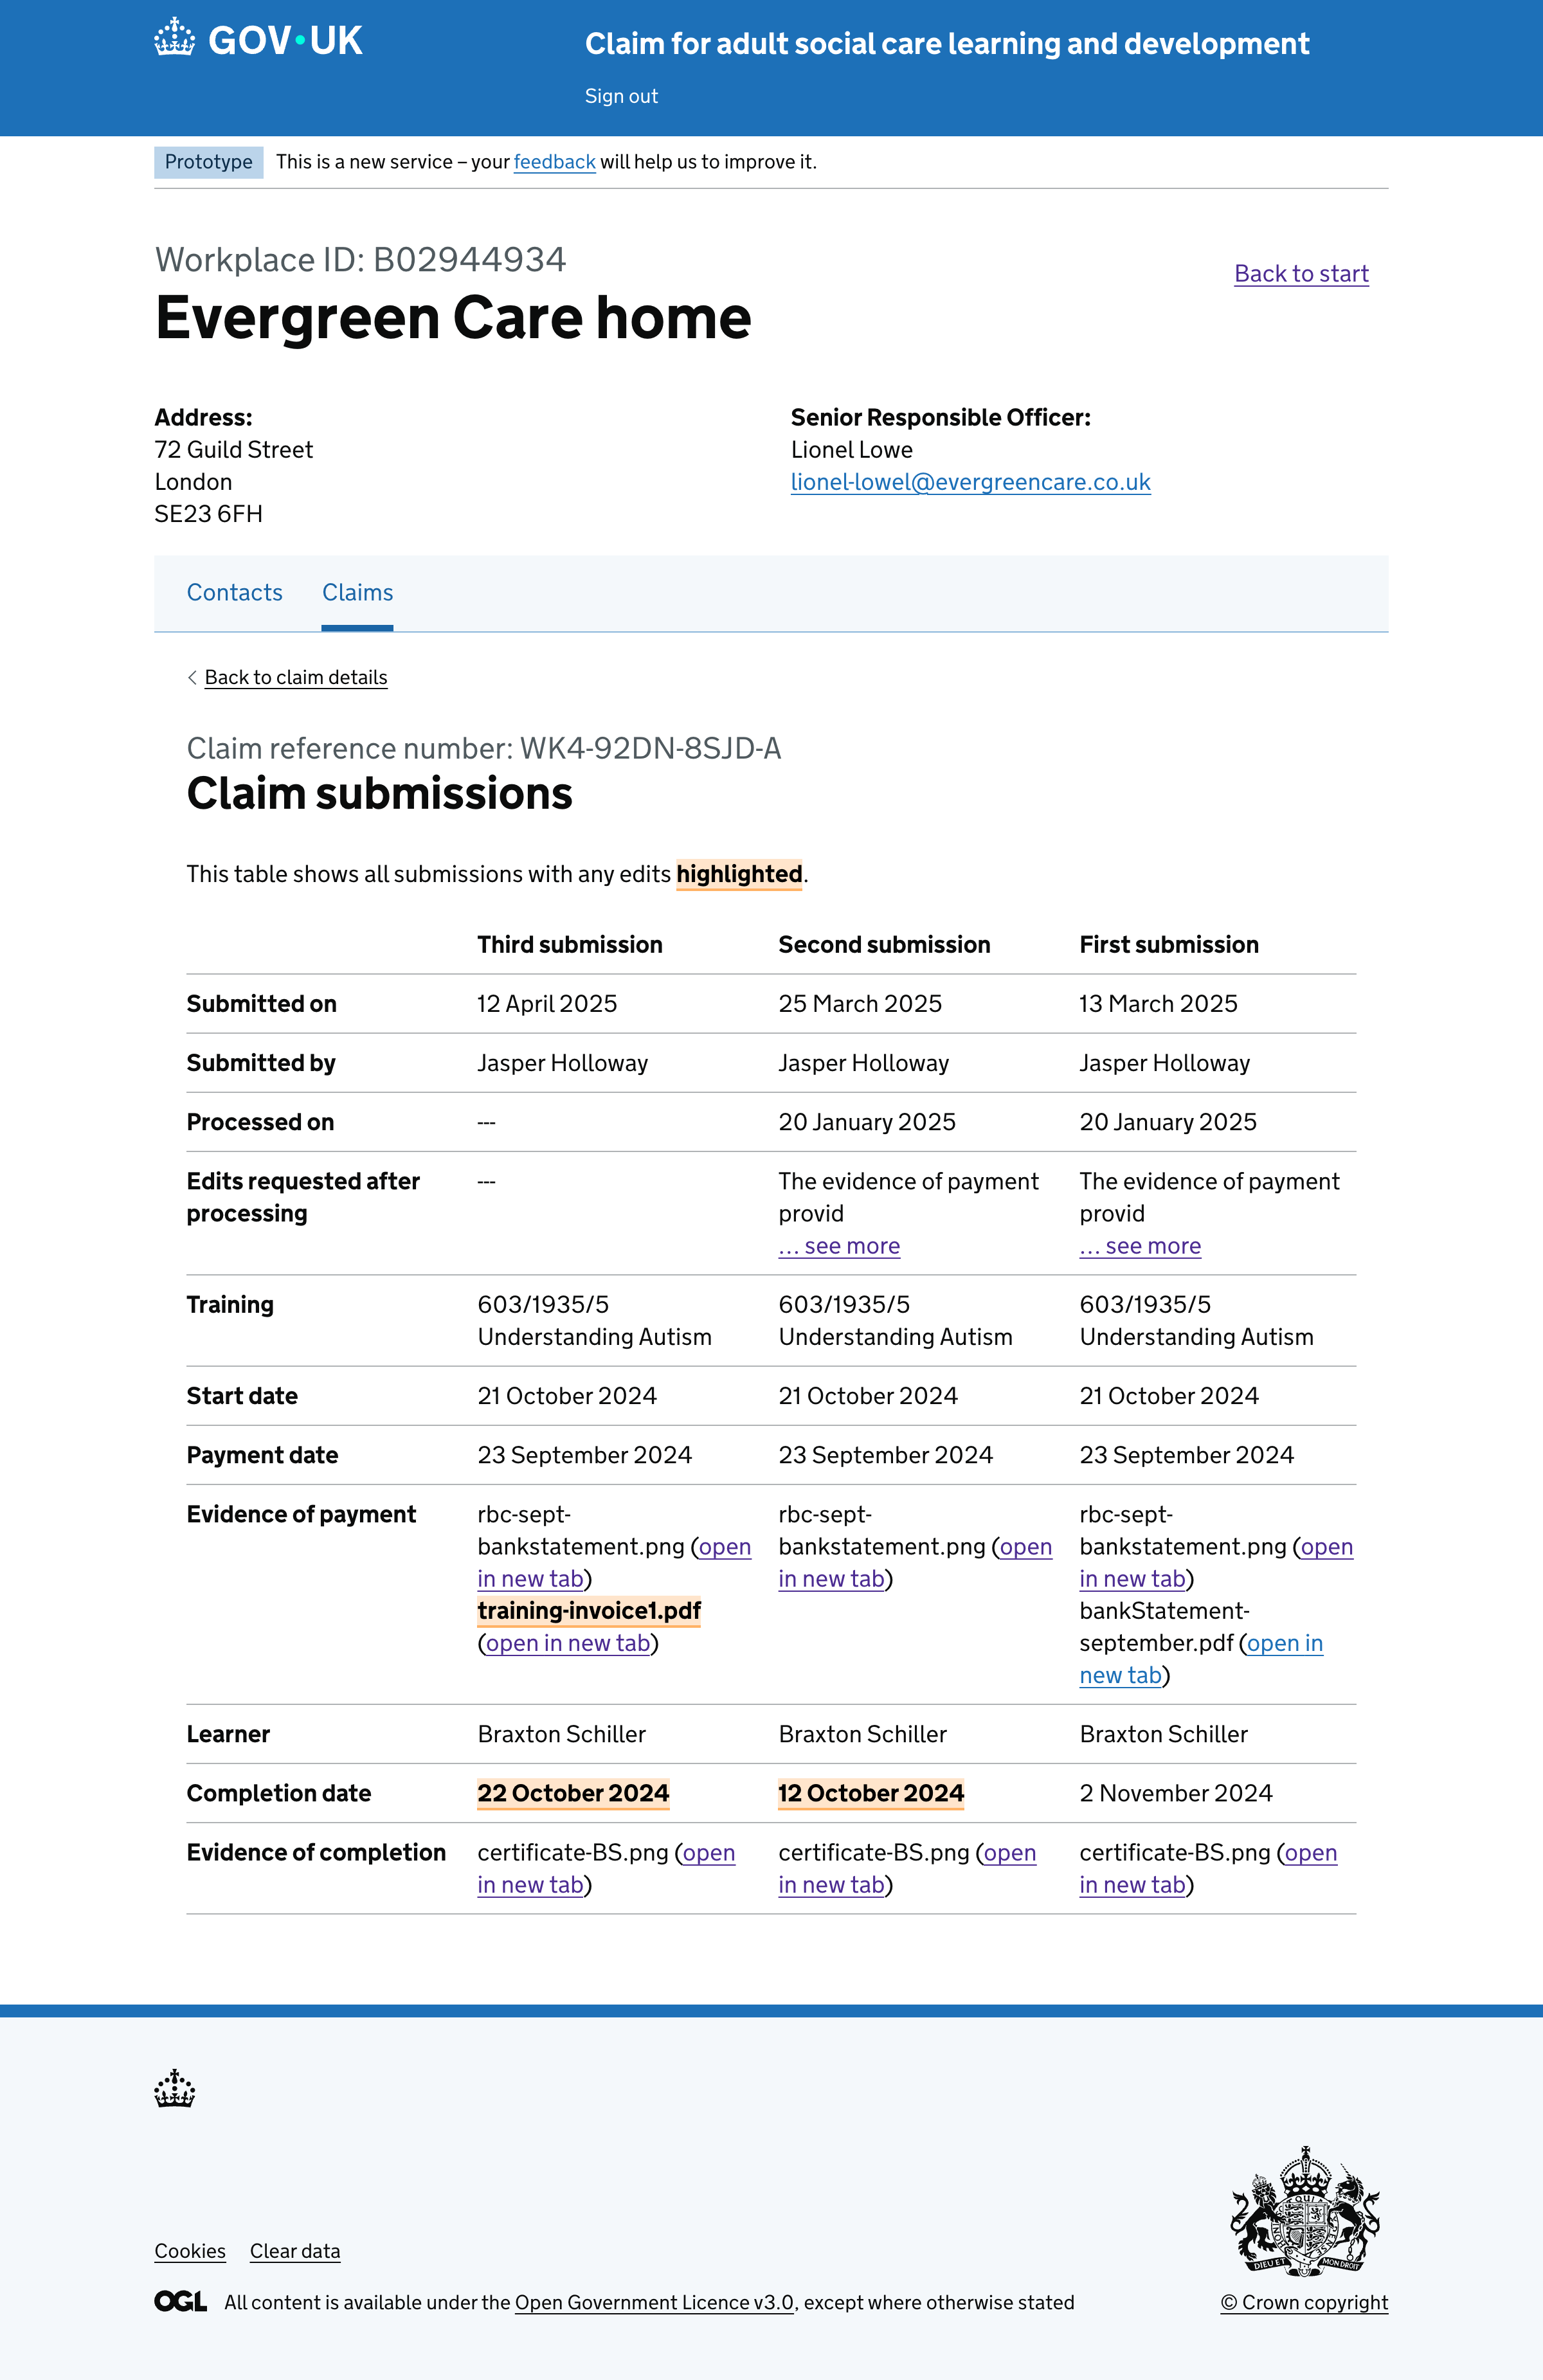 GOV·UK
Claim for adult social care learning and development
Sign out
Prototype This is a new service – your feedback will help us to improve it.
Workplace ID: B02944934
Back to start
Evergreen Care home
Address:
72 Guild Street
London
SE23 6FH
Senior Responsible Officer:
Lionel Lowe
lionel-lowel@evergreencare.co.uk
Contacts Claims
Back to claim details
Claim reference number: WK4-92DN-8SJD-A
Claim submissions
This table shows all submissions with any edits highlighted.
Third submission Second submission First submission
Submitted on 12 April 2025 25 March 2025 13 March 2025
Submitted by Jasper Holloway Jasper Holloway Jasper Holloway
Processed on --- 20 January 2025 20 January 2025
Edits requested after --- The evidence of payment The evidence of payment
processing provid provid
... see more ... see more
Training 603/1935/5 603/1935/5 603/1935/5
Understanding Autism Understanding Autism Understanding Autism
Start date 21 October 2024 21 October 2024 21 October 2024
Payment date 23 September 2024 23 September 2024 23 September 2024
Evidence of payment rbc-sept- rbc-sept- rbc-sept-
bankstatement.png (open bankstatement.png (open bankstatement.png (open
in new tab) in new tab) in new tab)
training-invoice1.pdf bankStatement-
(open in new tab) september.pdf (open in
new tab)
Learner Braxton Schiller Braxton Schiller Braxton Schiller
Completion date 22 October 2024 12 October 2024 2 November 2024
Evidence of completion certificate-BS.png (open certificate-BS.png (open certificate-BS.png (open
in new tab) in new tab) in new tab)
Cookies Clear data
DIEU ET MON DROIT
OGL All content is available under the Open Government Licence v3.0, except where otherwise stated
© Crown copyright